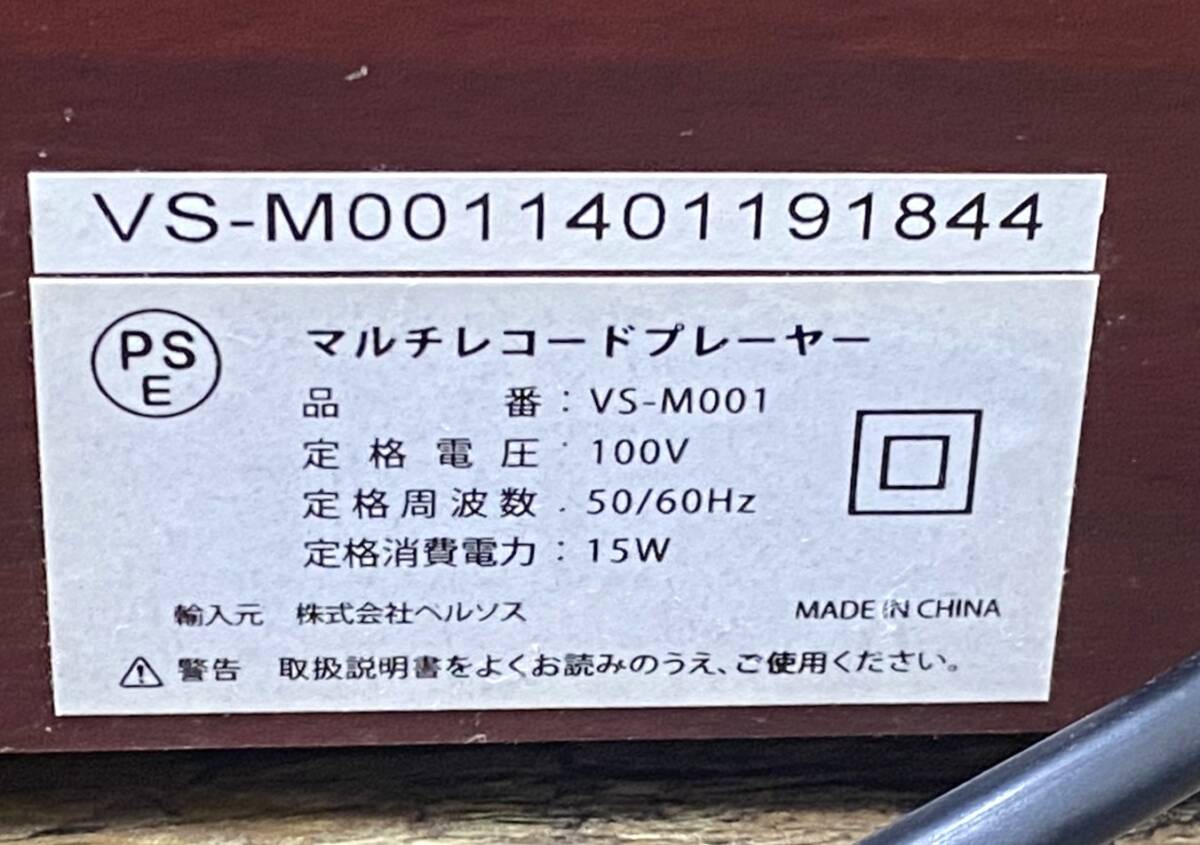 VS-M0011401191844
PS
E
マルチレコードプレーヤー
品番：VS-M001
定格電圧：100V
定格周波数：50/60Hz
定格消費電力：15W
輸入元 株式会社ベルソス MADE IN CHINA
警告 取扱説明書をよくお読みのうえ、ご使用ください。